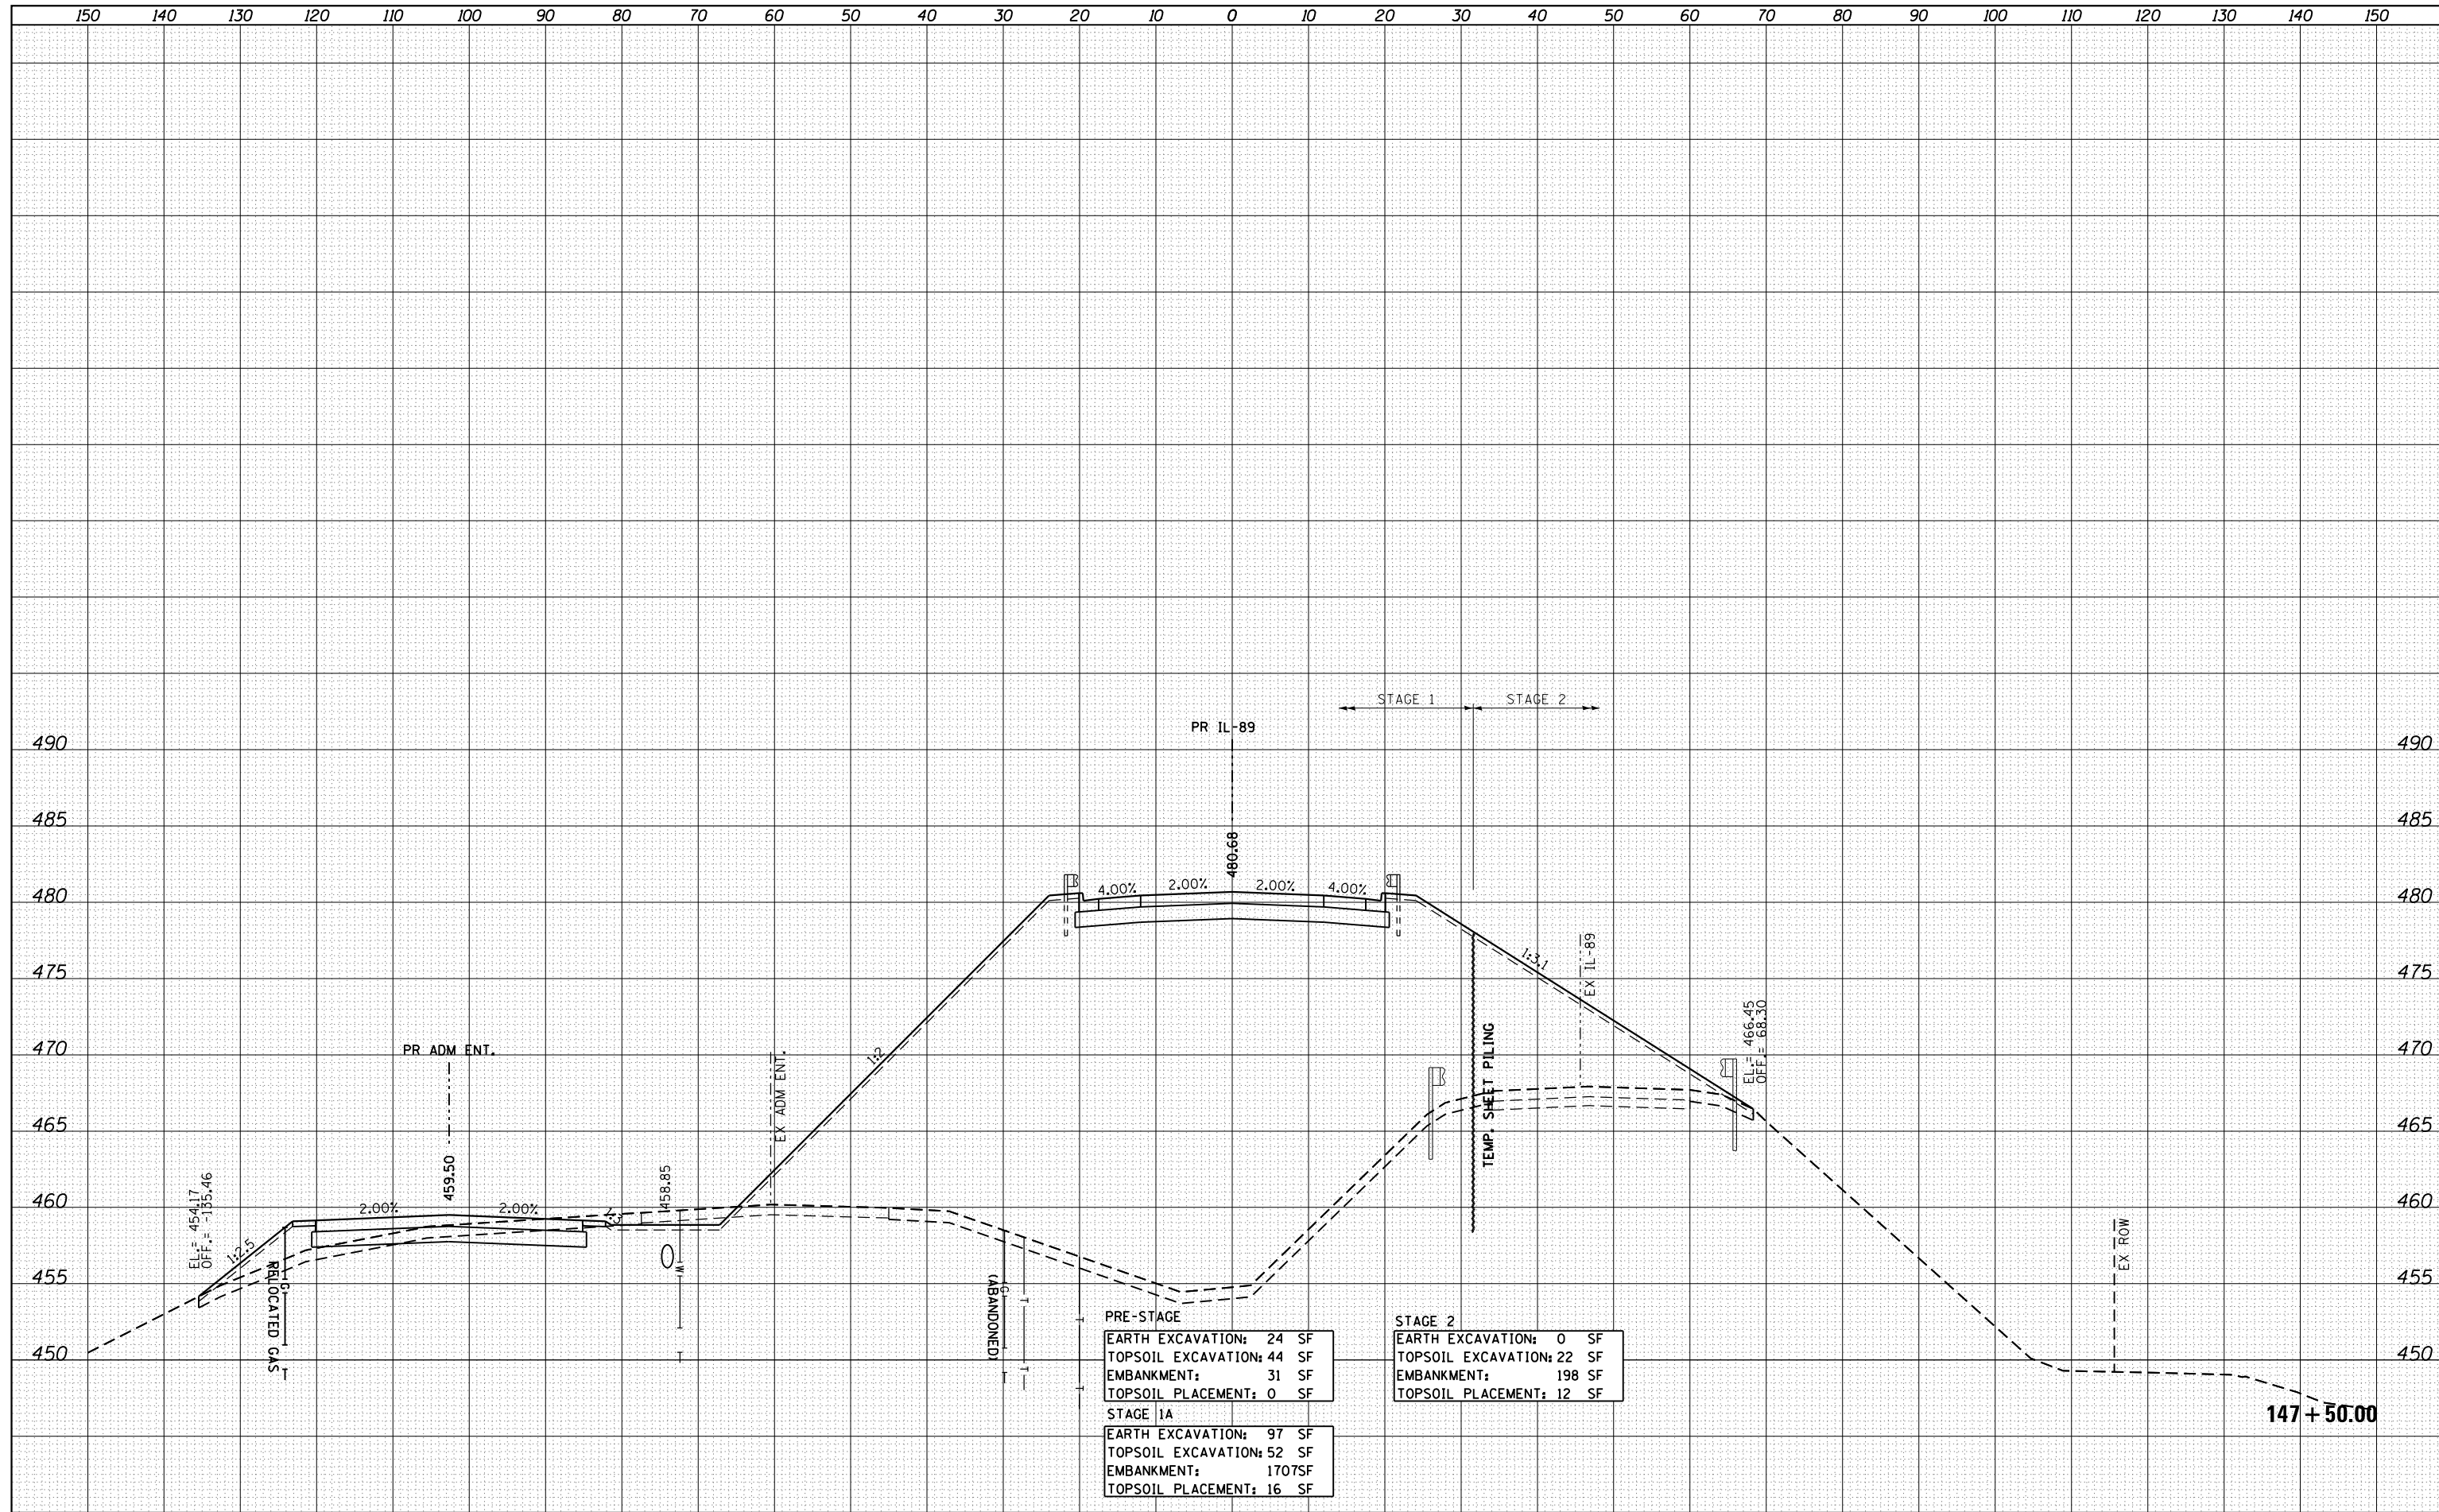 150 140 130 120 110 100 90 80 70 60 50 40 30 20 10 0 10 20 30 40 50 60 70 80 90 100 110 120 130 140 150
STAGE 1 STAGE 2
PR IL-89
490 490
485 485
480.68
480 480
4.00% 2.00% 2.00% 4.00%
475 475
1:3.1
EX IL-89
470 470
PR ADM ENT.
1:2
EX ADM ENT.
TEMP. SHEET PILING
EL.= 466.45
OFF.= 68.30
465 465
EL.= 454.17
OFF.= -135.46
459.50
458.85
460 460
2.00% 2.00%
1:3
1:2.5
EX ROW
455 455
G
RELOCATED GAS
W
G
(ABANDONED)
T
T
T
T
450 450
PRE-STAGE
EARTH EXCAVATION: 24 SF
TOPSOIL EXCAVATION: 44 SF
EMBANKMENT: 31 SF
TOPSOIL PLACEMENT: 0 SF
STAGE 2
EARTH EXCAVATION: 0 SF
TOPSOIL EXCAVATION: 22 SF
EMBANKMENT: 198 SF
TOPSOIL PLACEMENT: 12 SF
STAGE 1A
EARTH EXCAVATION: 97 SF
TOPSOIL EXCAVATION: 52 SF
EMBANKMENT: 1707SF
TOPSOIL PLACEMENT: 16 SF
147 + 50.00